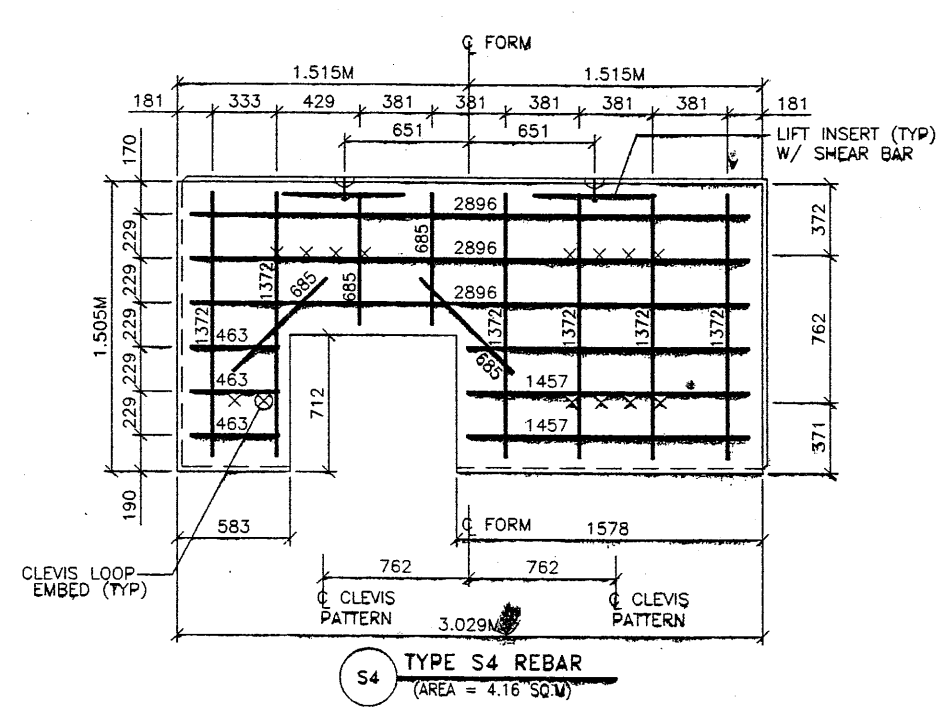 ℄ FORM
1.515M 1.515M
181 333 429 381 381 381 381 381 181
651 651
LIFT INSERT (TYP)
W/ SHEAR BAR
170
229
229
229
229
229
190
1.505M
372
762
371
2896
2896
2896
685
685
685
685
1372
1372
1372
1372
1372
1372
463
463
463
1457
1457
712
583
℄ FORM
1578
CLEVIS LOOP
EMBED (TYP)
762 762
℄ CLEVIS
PATTERN
℄ CLEVIS
PATTERN
3.029M
S4
TYPE S4 REBAR
(AREA = 4.16 SQ.M)